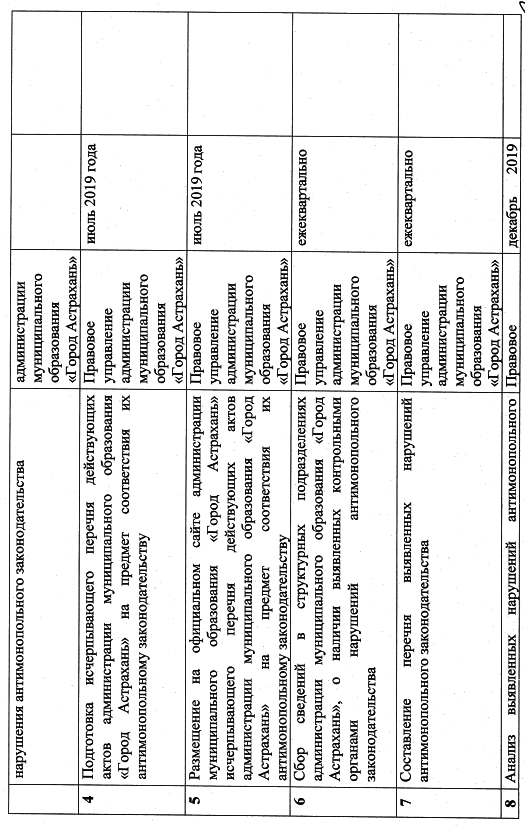 нарушения антимонопольного законодательства
администрации
муниципального
образования
«Город Астрахань»
4
Подготовка исчерпывающего перечня действующих
актов администрации муниципального образования
«Город Астрахань» на предмет соответствия их
антимонопольному законодательству
Правовое
управление
администрации
муниципального
образования
«Город Астрахань»
июль 2019 года
5
Размещение на официальном сайте администрации
муниципального образования «Город Астрахань»
исчерпывающего перечня действующих актов
администрации муниципального образования «Город
Астрахань» на предмет соответствия их
антимонопольному законодательству
Правовое
управление
администрации
муниципального
образования
«Город Астрахань»
июль 2019 года
6
Сбор сведений в структурных подразделениях
администрации муниципального образования «Город
Астрахань», о наличии выявленных контрольными
органами нарушений антимонопольного
законодательства
Правовое
управление
администрации
муниципального
образования
«Город Астрахань»
ежеквартально
7
Составление перечня выявленных нарушений
антимонопольного законодательства
Правовое
управление
администрации
муниципального
образования
«Город Астрахань»
ежеквартально
8
Анализ выявленных нарушений антимонопольного
Правовое
декабрь 2019